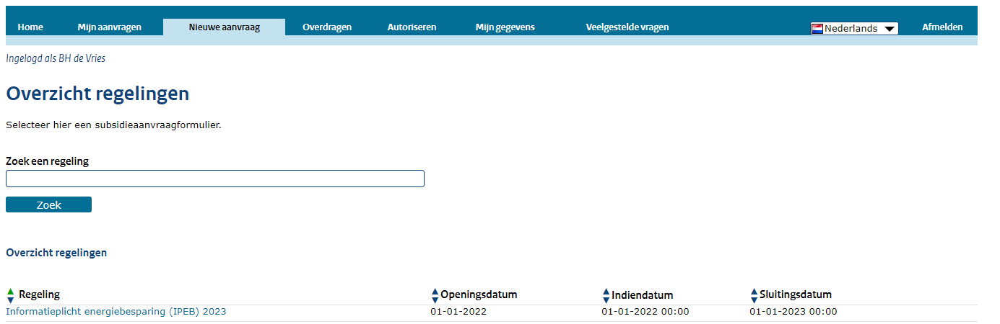 Home Mijn aanvragen Nieuwe aanvraag Overdragen Autoriseren Mijn gegevens Veelgestelde vragen Nederlands Afmelden
Ingelogd als BH de Vries
Overzicht regelingen
Selecteer hier een subsidieaanvraagformulier.
Zoek een regeling
Zoek
Overzicht regelingen
Regeling Openingsdatum Indiendatum Sluitingsdatum
Informatieplicht energiebesparing (IPEB) 2023 01-01-2022 01-01-2022 00:00 01-01-2023 00:00